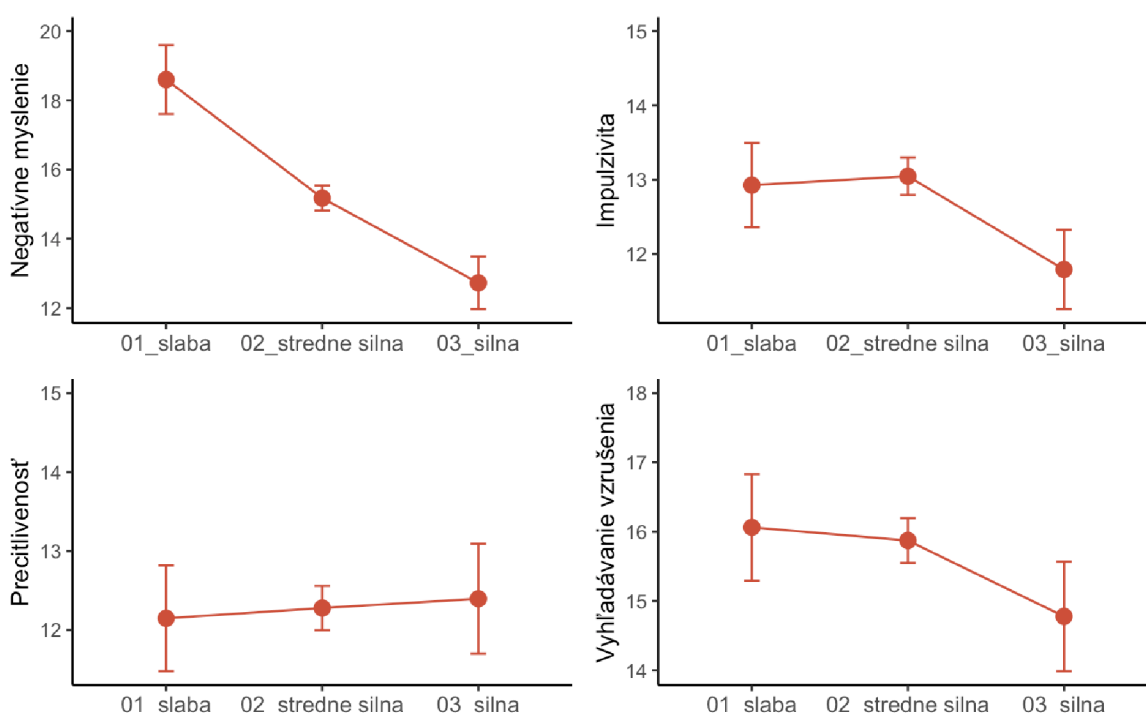 Negatívne myslenie
20
18
16
14
12
01_slaba 02_stredne silna 03_silna
Impulzivita
15
14
13
12
01_slaba 02_stredne silna 03_silna
Precitlivenosť
15
14
13
12
01_slaba 02_stredne silna 03_silna
Vyhľadávanie vzrušenia
18
17
16
15
14
01_slaba 02_stredne silna 03_silna